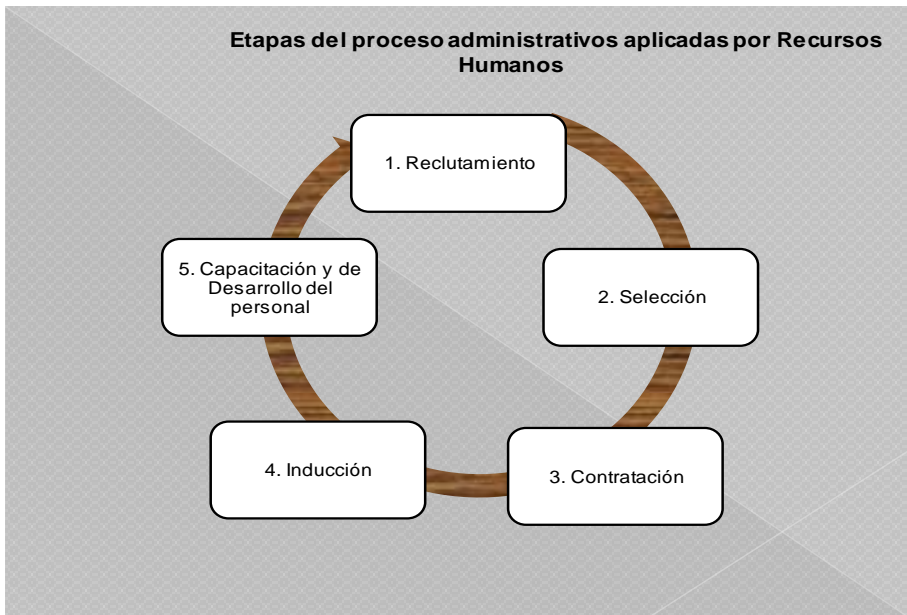 Etapas del proceso administrativos aplicadas por Recursos
Humanos
1. Reclutamiento
2. Selección
3. Contratación
4. Inducción
5. Capacitación y de
Desarrollo del
personal